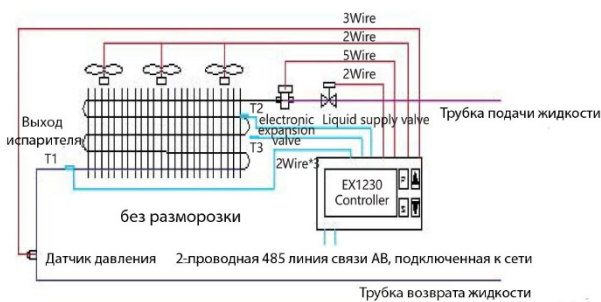 3Wire
2Wire
5Wire
2Wire
Трубка подачи жидкости
T2
electronic expansion valve
Liquid supply valve
Выход испарителя
T1
T3
2Wire*3
EX1230 Controller
без разморозки
Датчик давления
2-проводная 485 линия связи AB, подключенная к сети
Трубка возврата жидкости